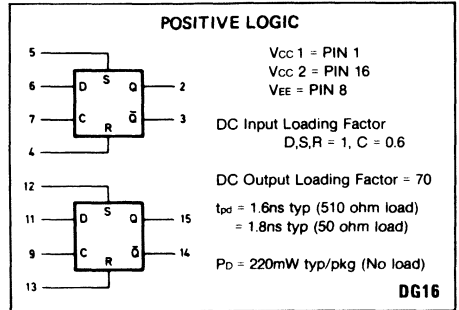 POSITIVE LOGIC
5
6 D S Q 2
7 C R Q̄ 3
4
12
11 D S Q 15
9 C R Q̄ 14
13
VCC 1 = PIN 1
VCC 2 = PIN 16
VEE = PIN 8
DC Input Loading Factor
D,S,R = 1, C = 0.6
DC Output Loading Factor = 70
tpd = 1.6ns typ (510 ohm load)
= 1.8ns typ (50 ohm load)
PD = 220mW typ/pkg (No load)
DG16